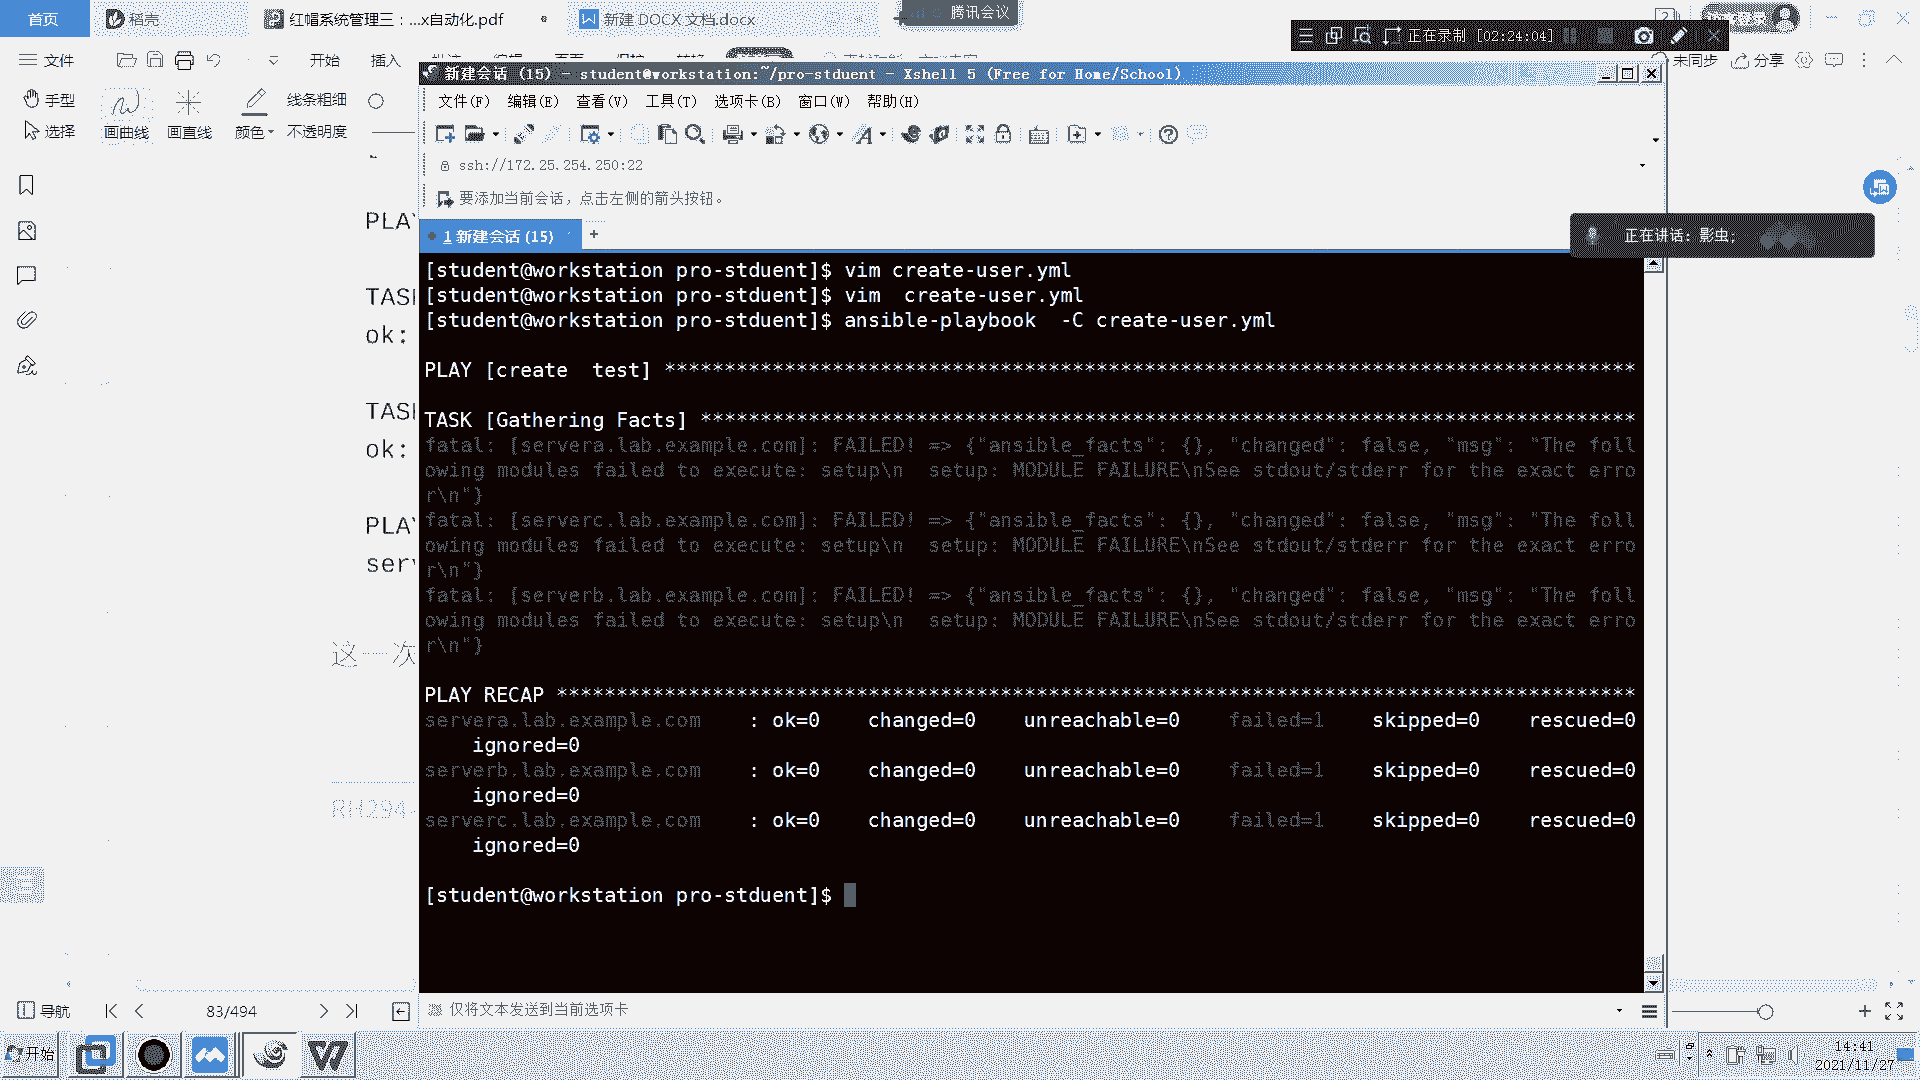 首页
稻壳
红帽系统管理三：...x自动化.pdf
新建 DOCX 文档.docx
腾讯会议
正在录制 [02:24:04]
文件
开始
插入
未同步
分享
手型
选择
画曲线
画直线
颜色
线条粗细
不透明度
新建会话 (15) - student@workstation:~/pro-stduent - Xshell 5 (Free for Home/School)
文件(F) 编辑(E) 查看(V) 工具(T) 选项卡(B) 窗口(W) 帮助(H)
ssh://172.25.254.250:22
要添加当前会话，点击左侧的箭头按钮。
1 新建会话 (15)
+
正在讲话：影虫;
PLAY
TASK
ok:
TASK
ok:
PLAY
serv
这一次
RH294
[student@workstation pro-stduent]$ vim create-user.yml
[student@workstation pro-stduent]$ vim  create-user.yml
[student@workstation pro-stduent]$ ansible-playbook  -C create-user.yml
PLAY [create  test] *********************************************************************************
TASK [Gathering Facts] ******************************************************************************
fatal: [servera.lab.example.com]: FAILED! => {"ansible_facts": {}, "changed": false, "msg": "The foll
owing modules failed to execute: setup\n  setup: MODULE FAILURE\nSee stdout/stderr for the exact erro
r\n"}
fatal: [serverc.lab.example.com]: FAILED! => {"ansible_facts": {}, "changed": false, "msg": "The foll
owing modules failed to execute: setup\n  setup: MODULE FAILURE\nSee stdout/stderr for the exact erro
r\n"}
fatal: [serverb.lab.example.com]: FAILED! => {"ansible_facts": {}, "changed": false, "msg": "The foll
owing modules failed to execute: setup\n  setup: MODULE FAILURE\nSee stdout/stderr for the exact erro
r\n"}
PLAY RECAP ******************************************************************************************
servera.lab.example.com    : ok=0    changed=0    unreachable=0    failed=1    skipped=0    rescued=0
ignored=0
serverb.lab.example.com    : ok=0    changed=0    unreachable=0    failed=1    skipped=0    rescued=0
ignored=0
serverc.lab.example.com    : ok=0    changed=0    unreachable=0    failed=1    skipped=0    rescued=0
ignored=0
[student@workstation pro-stduent]$
导航
83/494
仅将文本发送到当前选项卡
开始
14:41
2021/11/27